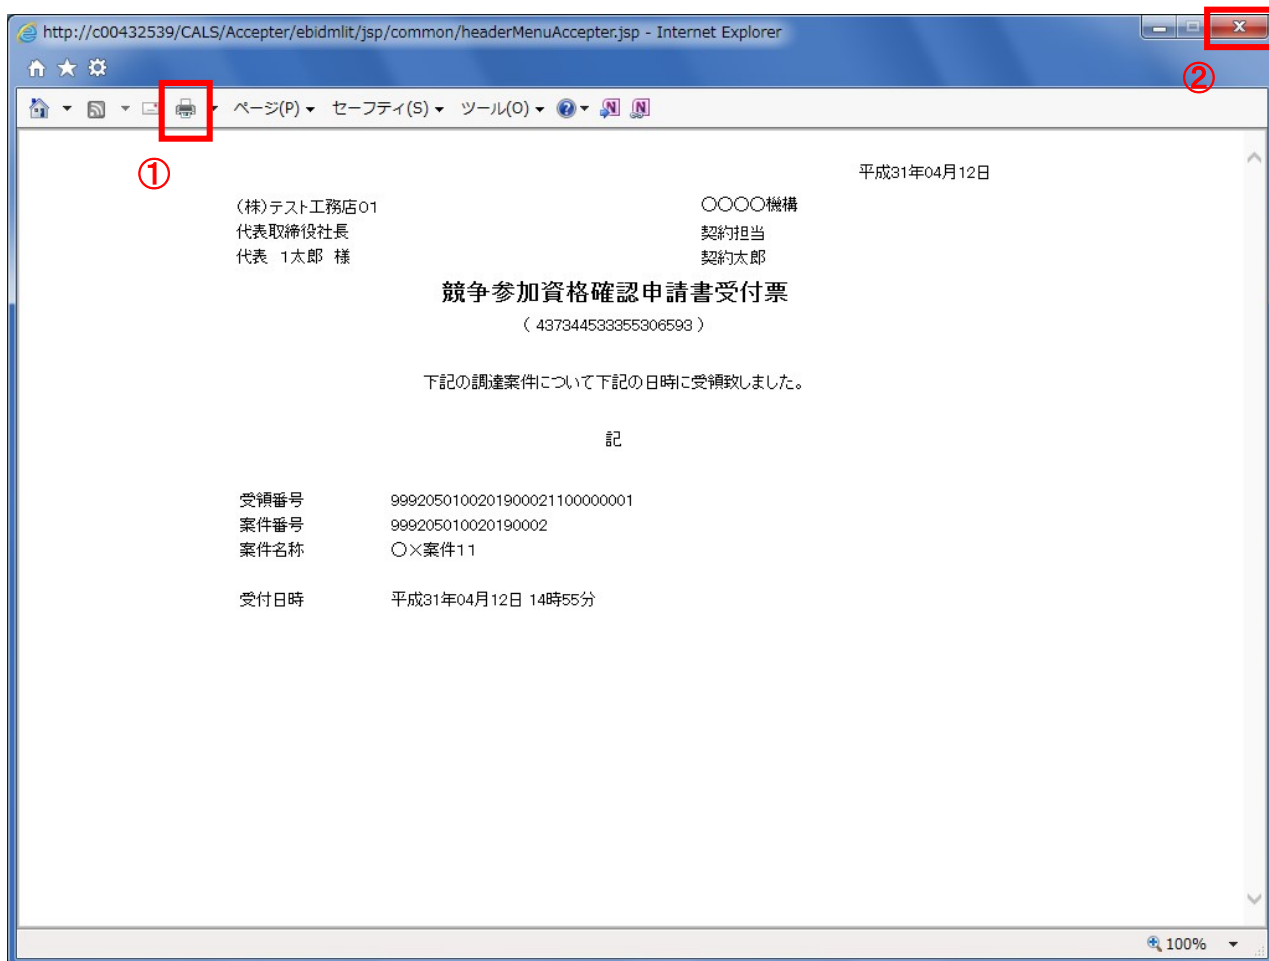 http://c00432539/CALS/Accepter/ebidmlit/jsp/common/headerMenuAccepter.jsp - Internet Explorer
②
ページ(P) セーフティ(S) ツール(O)
①
平成31年04月12日
(株)テスト工務店01 〇〇〇〇機構
代表取締役社長 契約担当
代表 1太郎 様 契約太郎
競争参加資格確認申請書受付票
( 437344533355306593 )
下記の調達案件について下記の日時に受領致しました。
記
受領番号 9992050100201900021100000001
案件番号 999205010020190002
案件名称 〇×案件11
受付日時 平成31年04月12日 14時55分
100%